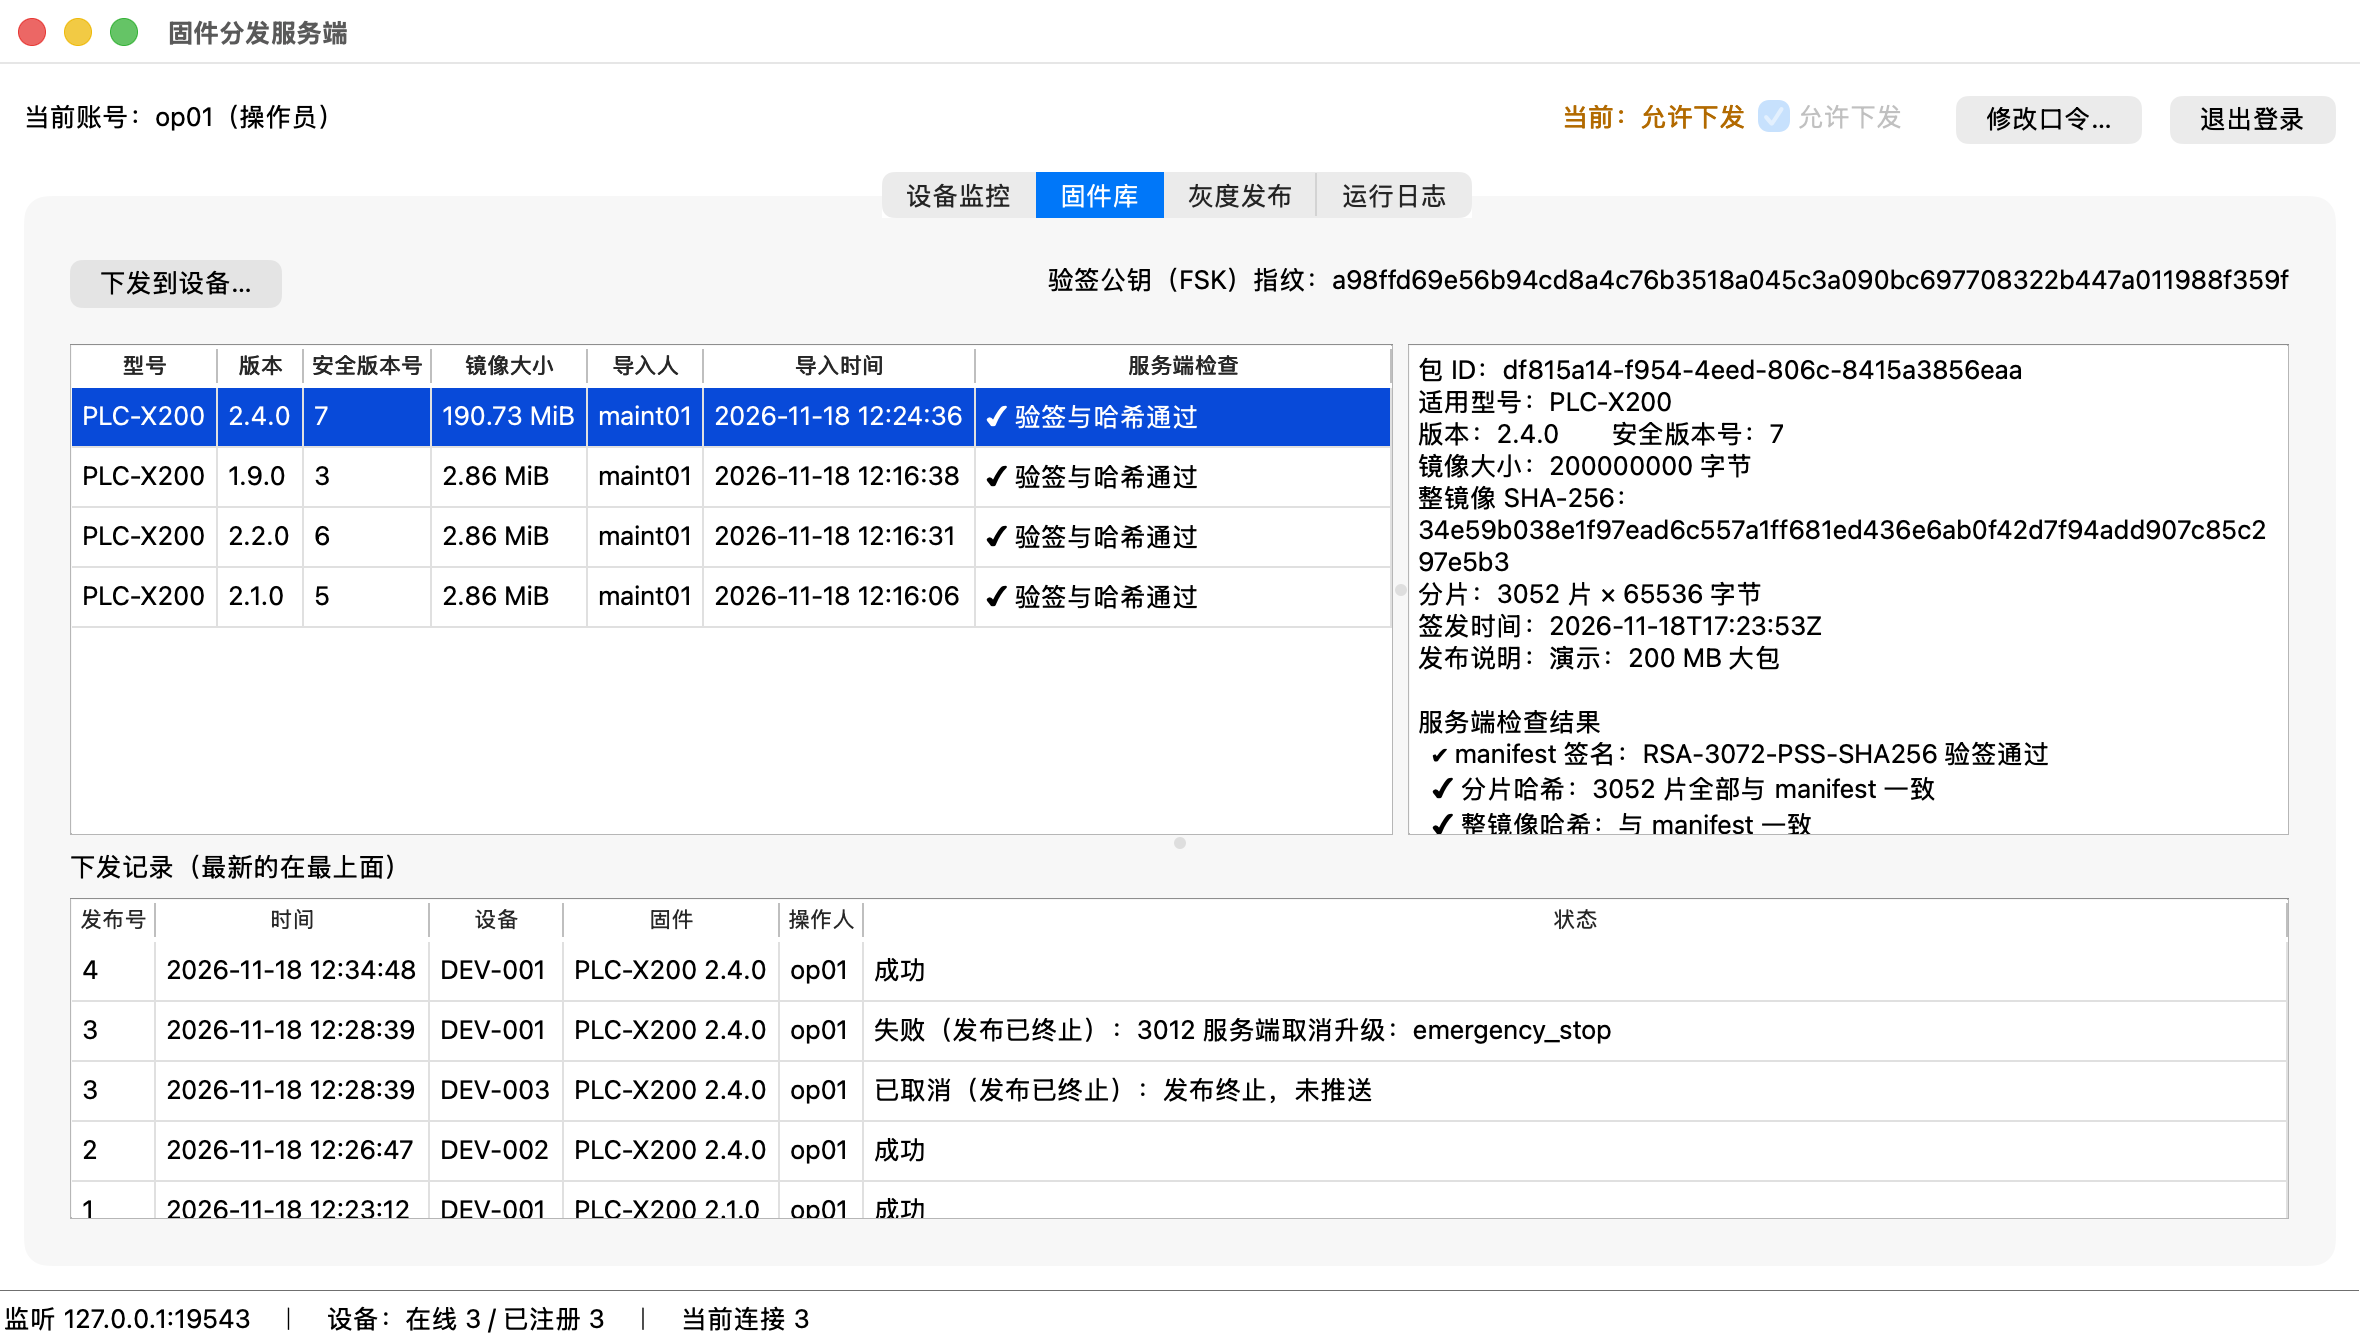 固件分发服务端
当前账号：op01（操作员）
当前：允许下发 允许下发 修改口令... 退出登录
设备监控 固件库 灰度发布 运行日志
下发到设备... 验签公钥（FSK）指纹：a98ffd69e56b94cd8a4c76b3518a045c3a090bc697708322b447a011988f359f
型号 版本 安全版本号 镜像大小 导入人 导入时间 服务端检查
PLC-X200 2.4.0 7 190.73 MiB maint01 2026-11-18 12:24:36 ✔ 验签与哈希通过
PLC-X200 1.9.0 3 2.86 MiB maint01 2026-11-18 12:16:38 ✔ 验签与哈希通过
PLC-X200 2.2.0 6 2.86 MiB maint01 2026-11-18 12:16:31 ✔ 验签与哈希通过
PLC-X200 2.1.0 5 2.86 MiB maint01 2026-11-18 12:16:06 ✔ 验签与哈希通过
包 ID：df815a14-f954-4eed-806c-8415a3856eaa
适用型号：PLC-X200
版本：2.4.0 安全版本号：7
镜像大小：200000000 字节
整镜像 SHA-256：
34e59b038e1f97ead6c557a1ff681ed436e6ab0f42d7f94add907c85c2
97e5b3
分片：3052 片 × 65536 字节
签发时间：2026-11-18T17:23:53Z
发布说明：演示：200 MB 大包
服务端检查结果
✔ manifest 签名：RSA-3072-PSS-SHA256 验签通过
✔ 分片哈希：3052 片全部与 manifest 一致
✔ 整镜像哈希：与 manifest 一致
下发记录（最新的在最上面）
发布号 时间 设备 固件 操作人 状态
4 2026-11-18 12:34:48 DEV-001 PLC-X200 2.4.0 op01 成功
3 2026-11-18 12:28:39 DEV-001 PLC-X200 2.4.0 op01 失败（发布已终止）：3012 服务端取消升级：emergency_stop
3 2026-11-18 12:28:39 DEV-003 PLC-X200 2.4.0 op01 已取消（发布已终止）：发布终止，未推送
2 2026-11-18 12:26:47 DEV-002 PLC-X200 2.4.0 op01 成功
1 2026-11-18 12:23:12 DEV-001 PLC-X200 2.1.0 op01 成功
监听 127.0.0.1:19543 | 设备：在线 3 / 已注册 3 | 当前连接 3